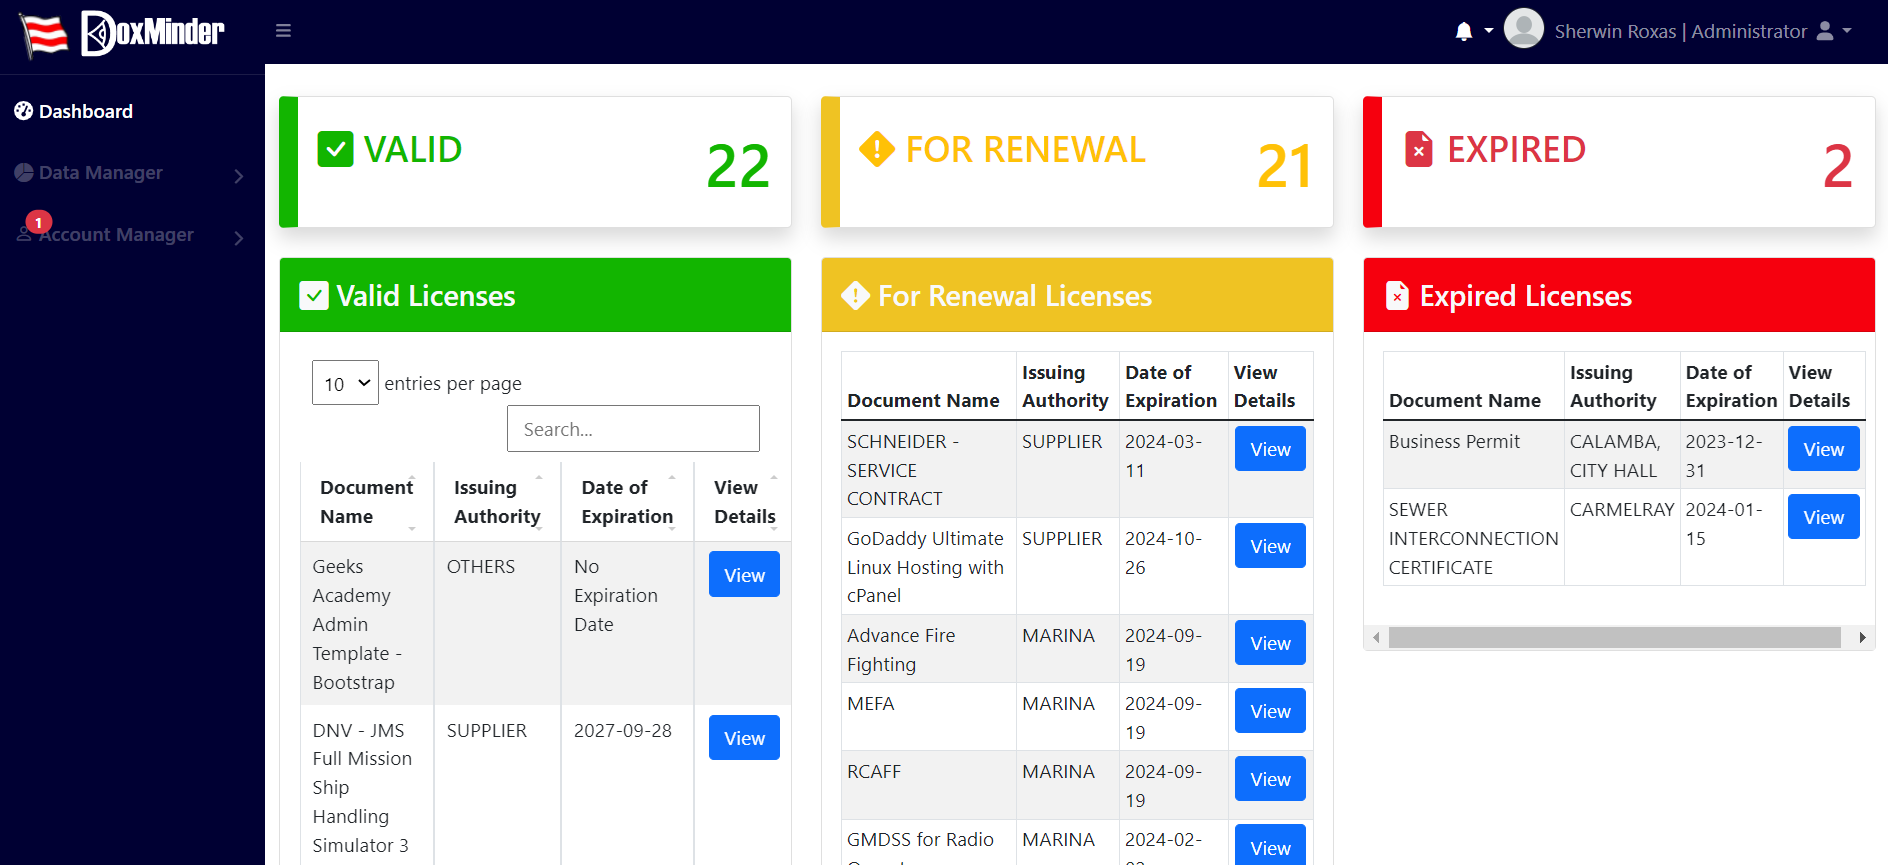 DoxMinder
Sherwin Roxas | Administrator
Dashboard
Data Manager
1
Account Manager
VALID
22
FOR RENEWAL
21
EXPIRED
2
Valid Licenses
10 entries per page
Search...
Document Name
Issuing Authority
Date of Expiration
View Details
Geeks
Academy
Admin
Template -
Bootstrap
OTHERS
No
Expiration
Date
View
DNV - JMS
Full Mission
Ship
Handling
Simulator 3
SUPPLIER
2027-09-28
View
For Renewal Licenses
Document Name
Issuing Authority
Date of Expiration
View Details
SCHNEIDER -
SERVICE
CONTRACT
SUPPLIER
2024-03-
11
View
GoDaddy Ultimate
Linux Hosting with
cPanel
SUPPLIER
2024-10-
26
View
Advance Fire
Fighting
MARINA
2024-09-
19
View
MEFA
MARINA
2024-09-
19
View
RCAFF
MARINA
2024-09-
19
View
GMDSS for Radio
MARINA
2024-02-
View
Expired Licenses
Document Name
Issuing Authority
Date of Expiration
View Details
Business Permit
CALAMBA,
CITY HALL
2023-12-
31
View
SEWER
INTERCONNECTION
CERTIFICATE
CARMELRAY
2024-01-
15
View